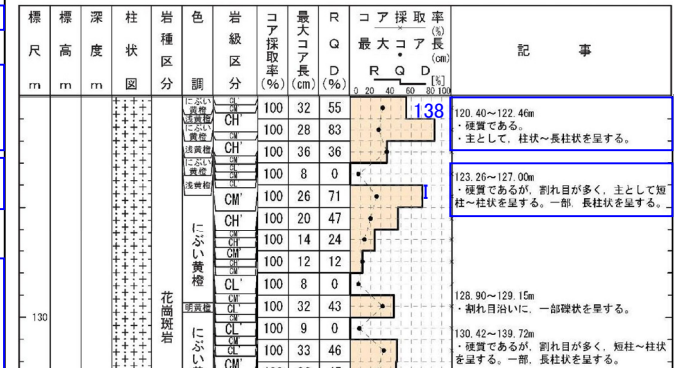 標尺m
標高m
深度m
柱状図
岩種区分
色調
岩級区分
コア採取率(%)
最大コア長(cm)
RQD(%)
コア採取率
最大コア長
(cm)
RQD
[%]
0 20 40 60 80 100
記事
にぶい黄橙 CL' CM'
浅黄橙 CH'
にぶい黄橙 CM'
浅黄橙 CH'
にぶい黄橙
浅黄橙
CM'
にぶい黄橙
CH'
CM'
CH'
CM'
CL'
明黄橙
CL'
CL'
CM'
にぶい黄
花崗斑岩
130
100 32 55
100 28 83
100 36 36
100 8 0
100 26 71
100 20 47
100 14 24
100 12 12
100 8 0
100 32 43
100 9 0
100 33 46
138
I
120.40~122.46m
・硬質である。
・主として、柱状~長柱状を呈する。
123.26~127.00m
・硬質であるが、割れ目が多く、主として短
柱~柱状を呈する。一部、長柱状を呈する。
128.90~129.15m
・割れ目沿いに、一部礫状を呈する。
130.42~139.72m
・硬質であるが、割れ目が多く、短柱~柱状
を呈する。一部、長柱状を呈する。